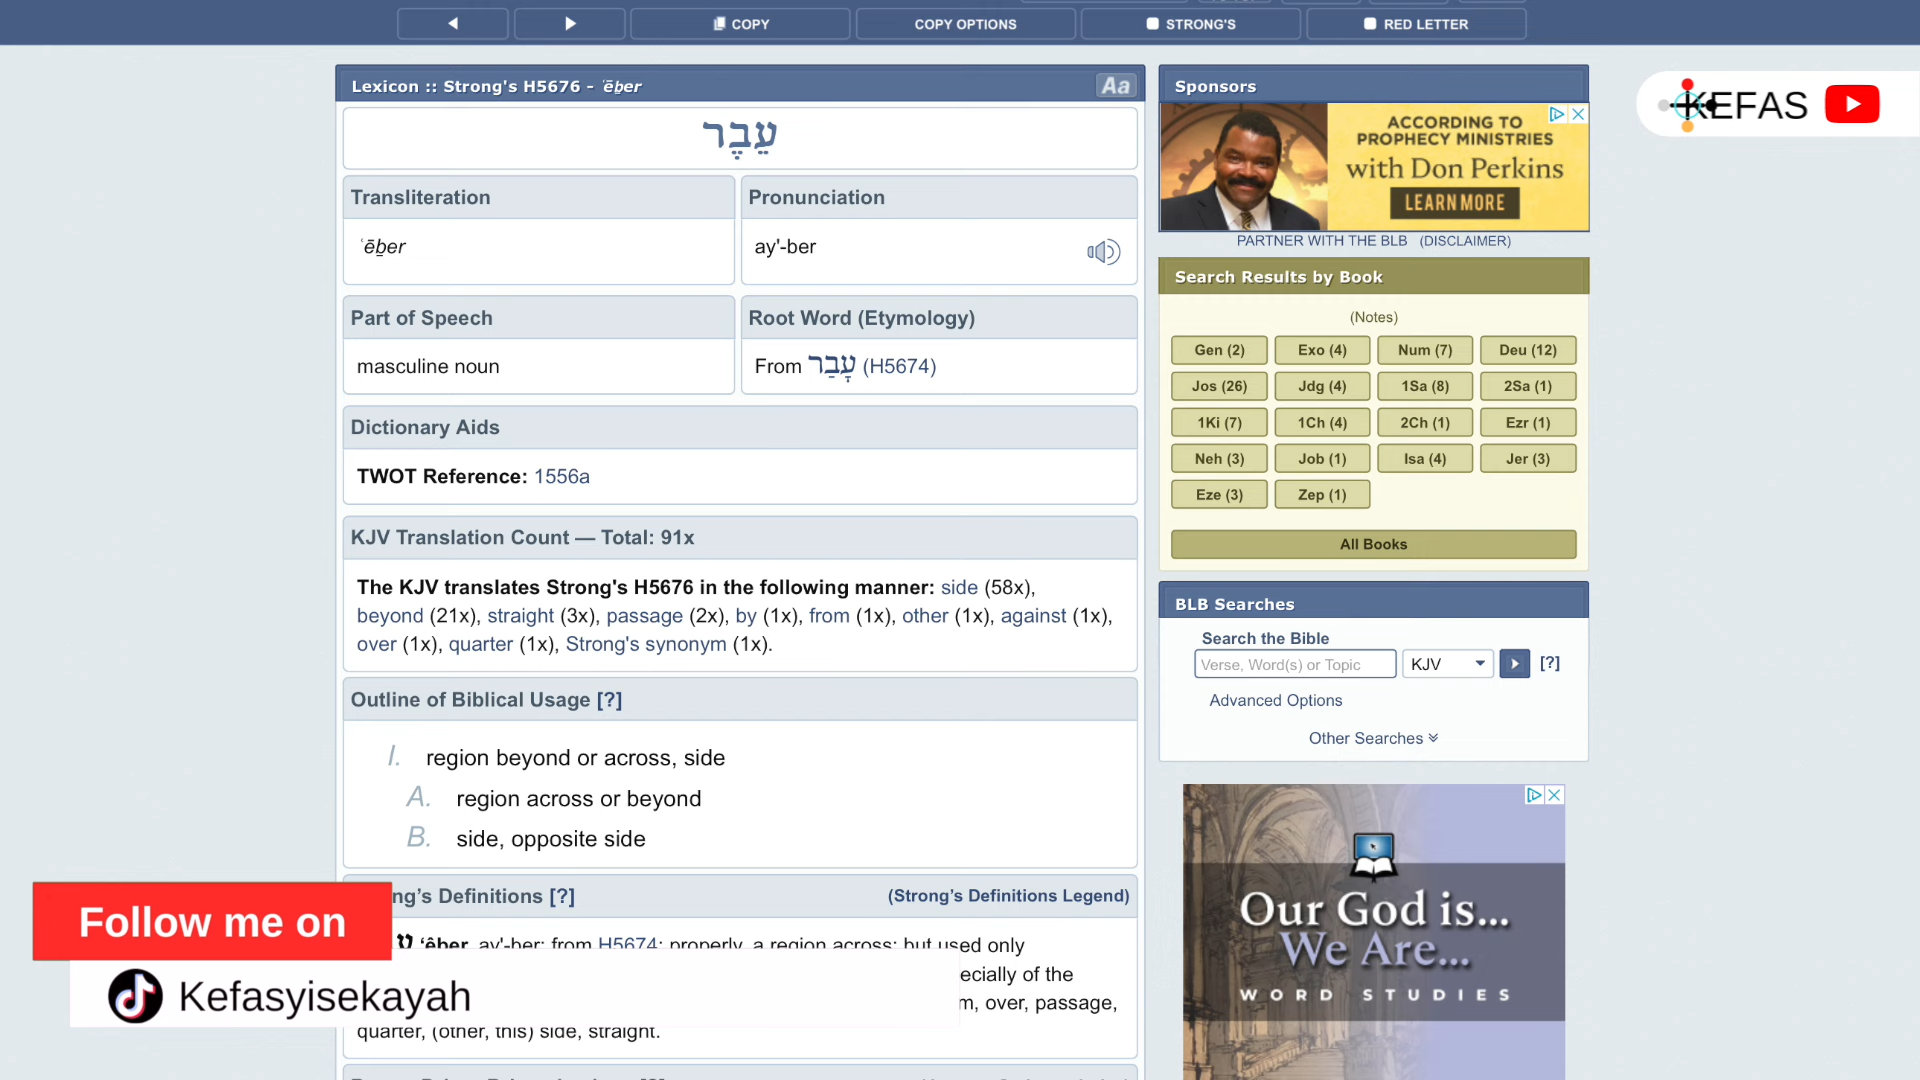 COPY
COPY OPTIONS
STRONG'S
RED LETTER
Lexicon :: Strong's H5676 - ʿēḇer
Aa
עֵבֶר
Transliteration
Pronunciation
ʿēḇer
ay'-ber
Part of Speech
Root Word (Etymology)
masculine noun
From עָבַר (H5674)
Dictionary Aids
TWOT Reference: 1556a
KJV Translation Count — Total: 91x
The KJV translates Strong's H5676 in the following manner: side (58x),
beyond (21x), straight (3x), passage (2x), by (1x), from (1x), other (1x), against (1x),
over (1x), quarter (1x), Strong's synonym (1x).
Outline of Biblical Usage [?]
I. region beyond or across, side
A. region across or beyond
B. side, opposite side
ng's Definitions [?]
(Strong's Definitions Legend)
ʻêber, ay'-ber; from H5674; properly, a region across; but used only
ecially of the
m, over, passage,
quarter, (other, this) side, straight.
Sponsors
ACCORDING TO
PROPHECY MINISTRIES
with Don Perkins
LEARN MORE
PARTNER WITH THE BLB (DISCLAIMER)
Search Results by Book
(Notes)
Gen (2) Exo (4) Num (7) Deu (12)
Jos (26) Jdg (4) 1Sa (8) 2Sa (1)
1Ki (7) 1Ch (4) 2Ch (1) Ezr (1)
Neh (3) Job (1) Isa (4) Jer (3)
Eze (3) Zep (1)
All Books
BLB Searches
Search the Bible
Verse, Word(s) or Topic KJV [?]
Advanced Options
Other Searches
Our God is...
We Are...
WORD STUDIES
KEFAS
Follow me on
Kefasyisekayah